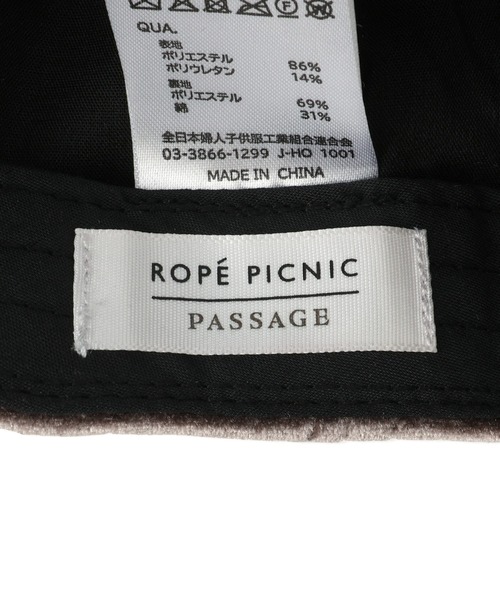 QUA.
表地
ポリエステル 86%
ポリウレタン 14%
裏地
ポリエステル 69%
綿 31%
全日本婦人子供服工業組合連合会
03-3866-1299 J-HO 1001
MADE IN CHINA
ROPÉ PICNIC
PASSAGE